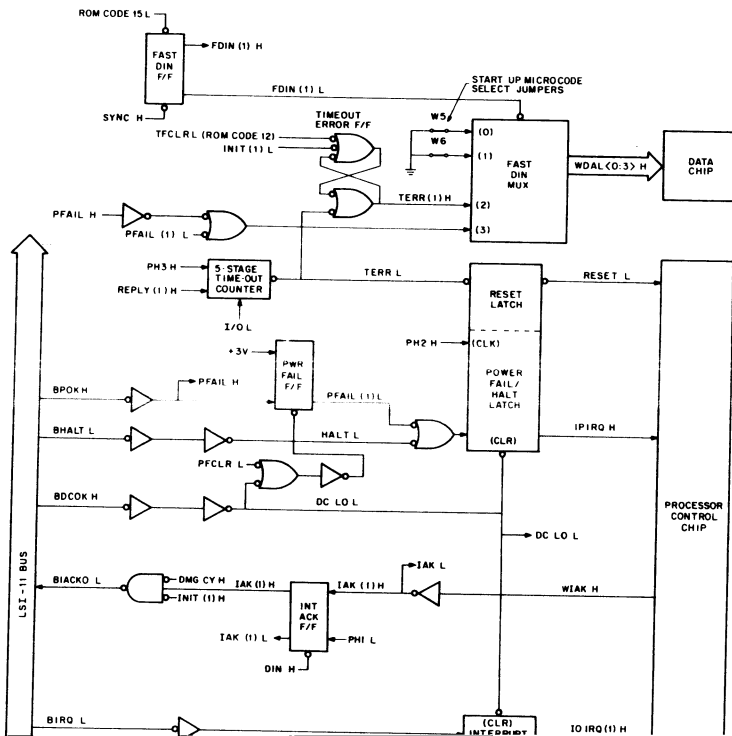 ROM CODE 15 L
FAST DIN F/F
FDIN (1) H
SYNC H
FDIN (1) L
START UP MICROCODE SELECT JUMPERS
W5
W6
TIMEOUT ERROR F/F
TFCLR L (ROM CODE 12)
INIT (1) L
(0)
(1)
(2)
(3)
FAST DIN MUX
WDAL <0:3> H
DATA CHIP
TERR (1) H
PFAIL H
PFAIL (1) L
PH3 H
REPLY (1) H
5-STAGE TIME-OUT COUNTER
I/O L
TERR L
RESET LATCH
RESET L
PH2 H
(CLK)
POWER FAIL/ HALT LATCH
(CLR)
+3V
PWR FAIL F/F
BPOK H
PFAIL H
PFAIL (1) L
BHALT L
HALT L
IPIRQ H
PFCLR L
BDCOK H
DC LO L
DC LO L
PROCESSOR CONTROL CHIP
LSI-11 BUS
BIACKO L
DMG CY H
IAK (1) H
INIT (1) H
INT ACK F/F
IAK (1) H
IAK L
WIAK H
IAK (1) L
PH1 L
DIN H
BIRQ L
(CLR)
INTERRUPT
IO IRQ (1) H